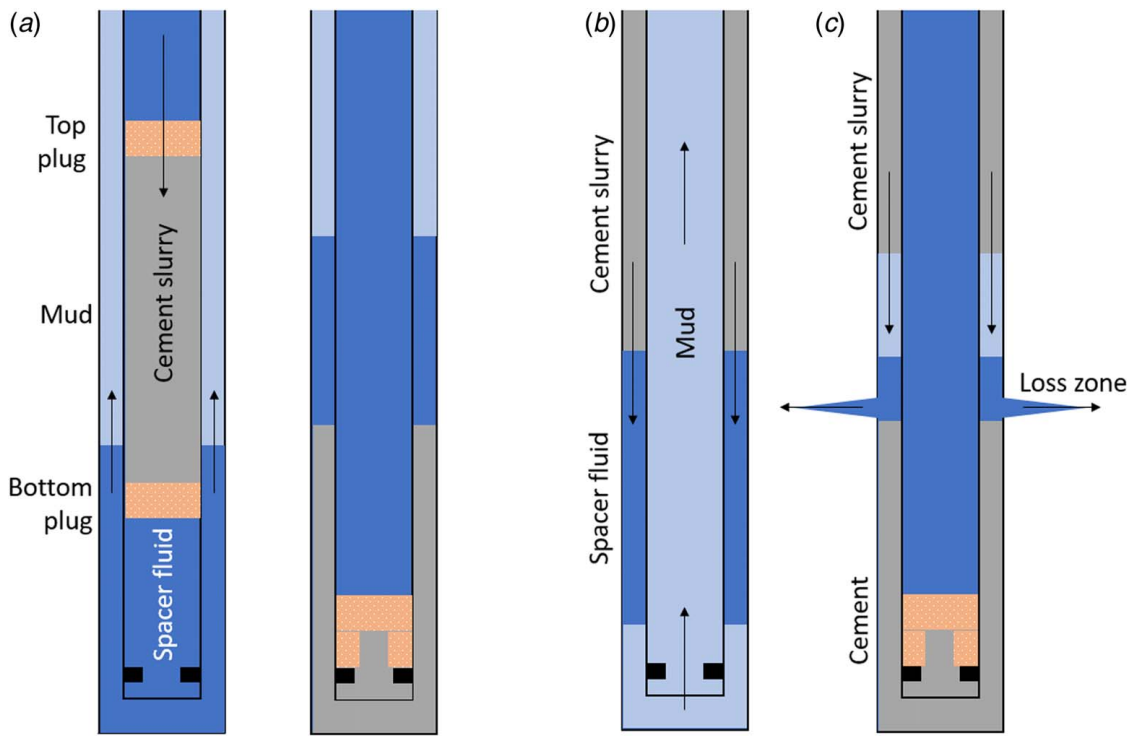 (a)
Top
plug
Cement slurry
Mud
Bottom
plug
Spacer fluid
(b)
Cement slurry
Mud
Spacer fluid
(c)
Cement slurry
Loss zone
Cement